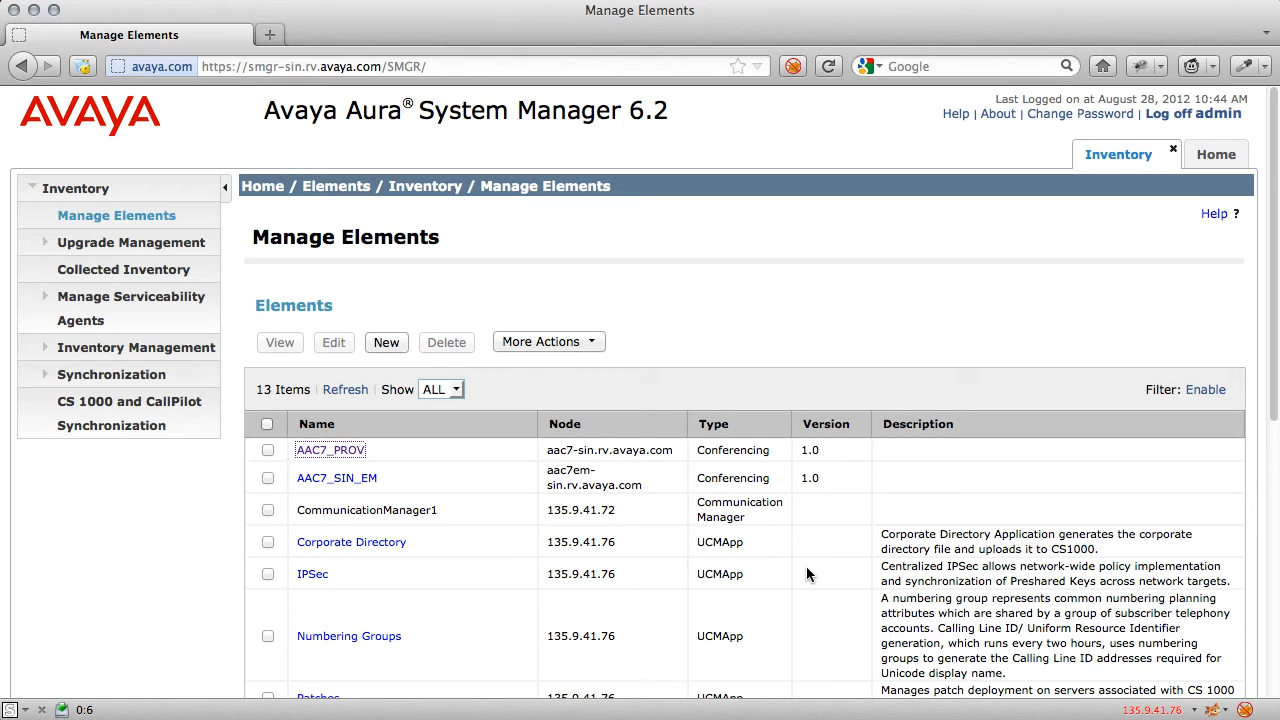 Manage Elements
Manage Elements
avaya.com https://smgr-sin.rv.avaya.com/SMGR/ Google
AVAYA
Avaya Aura® System Manager 6.2
Last Logged on at August 28, 2012 10:44 AM
Help | About | Change Password | Log off admin
Inventory Home
Inventory
Manage Elements
Upgrade Management
Collected Inventory
Manage Serviceability
Agents
Inventory Management
Synchronization
CS 1000 and CallPilot
Synchronization
Home / Elements / Inventory / Manage Elements
Help ?
Manage Elements
Elements
View Edit New Delete More Actions
13 Items Refresh Show ALL Filter: Enable
Name Node Type Version Description
AAC7_PROV aac7-sin.rv.avaya.com Conferencing 1.0
AAC7_SIN_EM aac7em-
sin.rv.avaya.com Conferencing 1.0
CommunicationManager1 135.9.41.72 Communication
Manager
Corporate Directory 135.9.41.76 UCMApp Corporate Directory Application generates the corporate
directory file and uploads it to CS1000.
IPSec 135.9.41.76 UCMApp Centralized IPSec allows network-wide policy implementation
and synchronization of Preshared Keys across network targets.
Numbering Groups 135.9.41.76 UCMApp A numbering group represents common numbering planning
attributes which are shared by a group of subscriber telephony
accounts. Calling Line ID/ Uniform Resource Identifier
generation, which runs every two hours, uses numbering
groups to generate the Calling Line ID addresses required for
Unicode display name.
Patches 135.9.41.76 UCMApp Manages patch deployment on servers associated with CS 1000
0:6 135.9.41.76